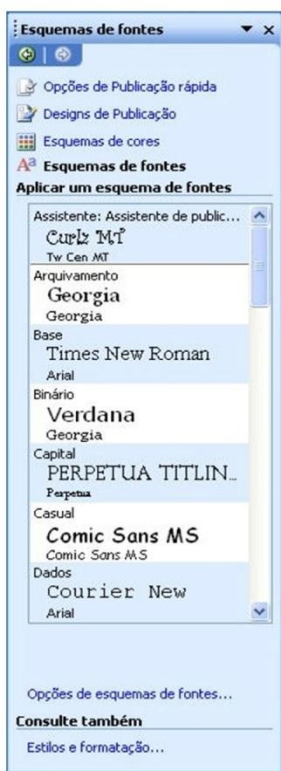 Esquemas de fontes
Opções de Publicação rápida
Designs de Publicação
Esquemas de cores
Aª Esquemas de fontes
Aplicar um esquema de fontes
Assistente: Assistente de public...
Curlz MT
Tw Cen MT
Arquivamento
Georgia
Georgia
Base
Times New Roman
Arial
Binário
Verdana
Georgia
Capital
PERPETUA TITLIN...
Perpetua
Casual
Comic Sans MS
Comic Sans MS
Dados
Courier New
Arial
Opções de esquemas de fontes...
Consulte também
Estilos e formatação...